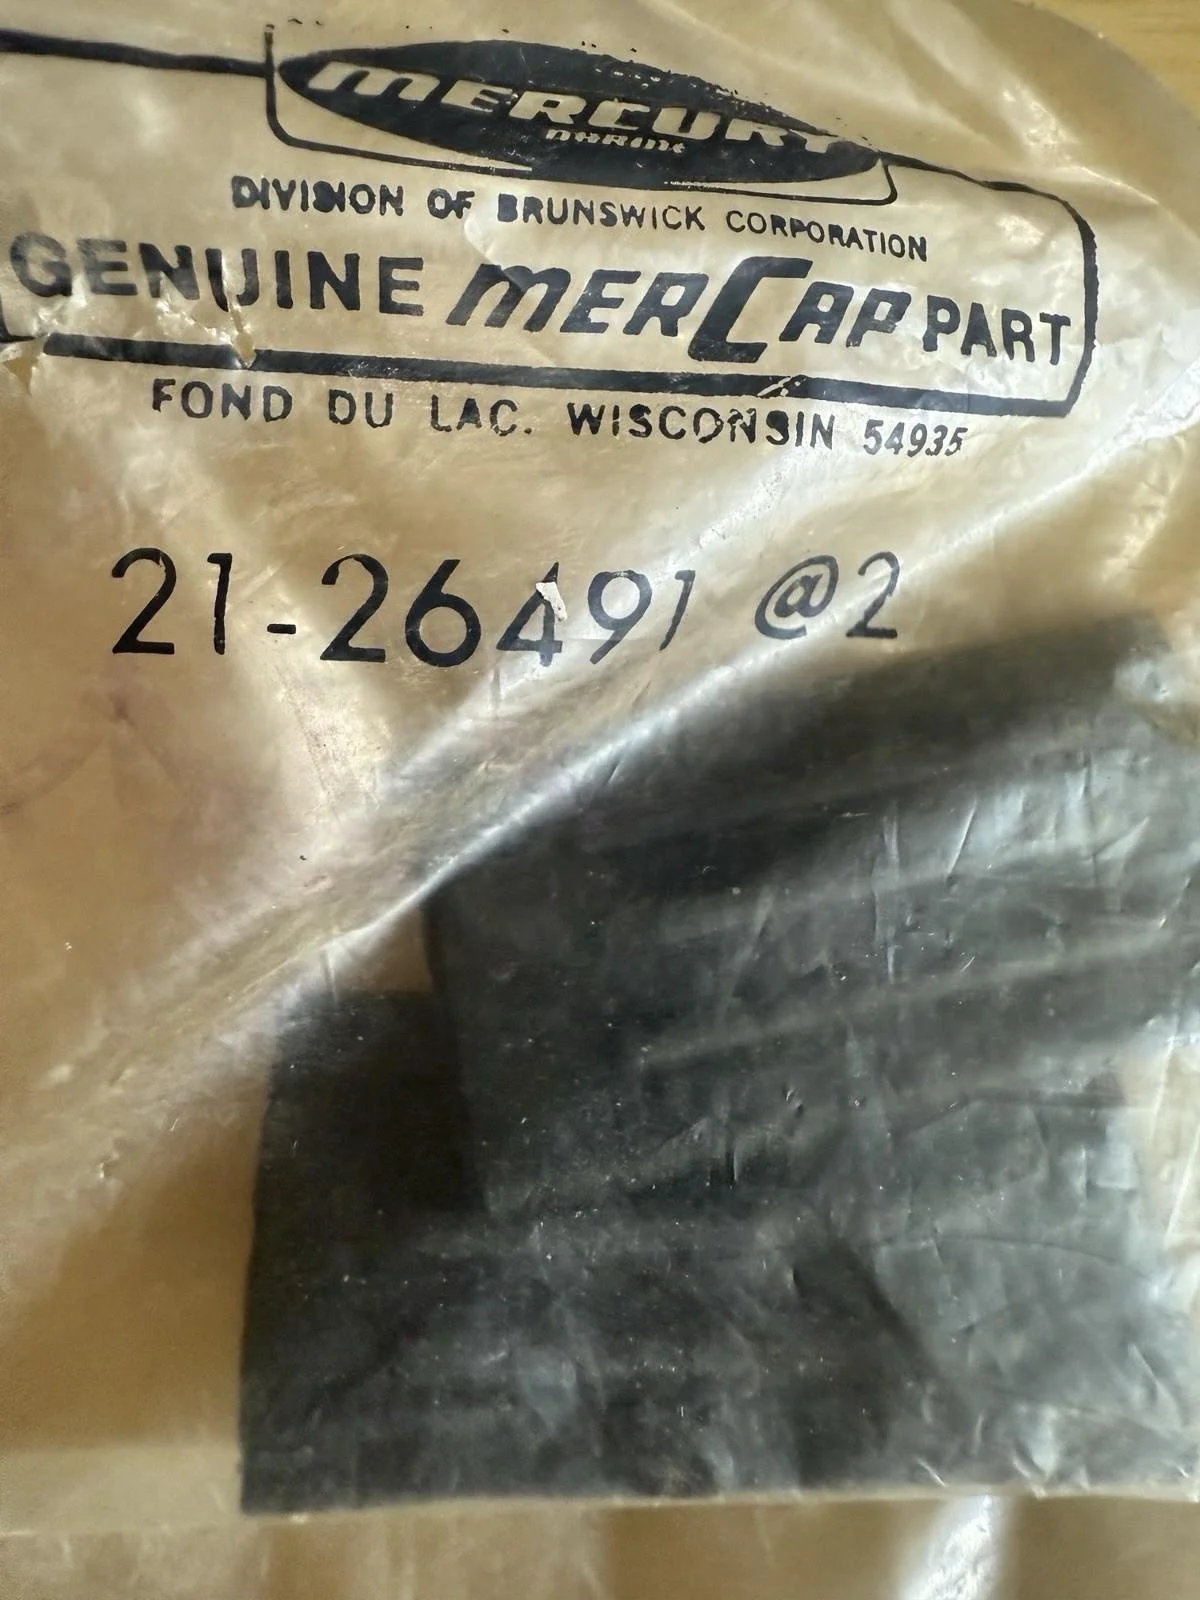 MERCURY
MARINE
DIVISION OF BRUNSWICK CORPORATION
GENUINE MERCAP PART
FOND DU LAC. WISCONSIN 54935
21-26491 @2